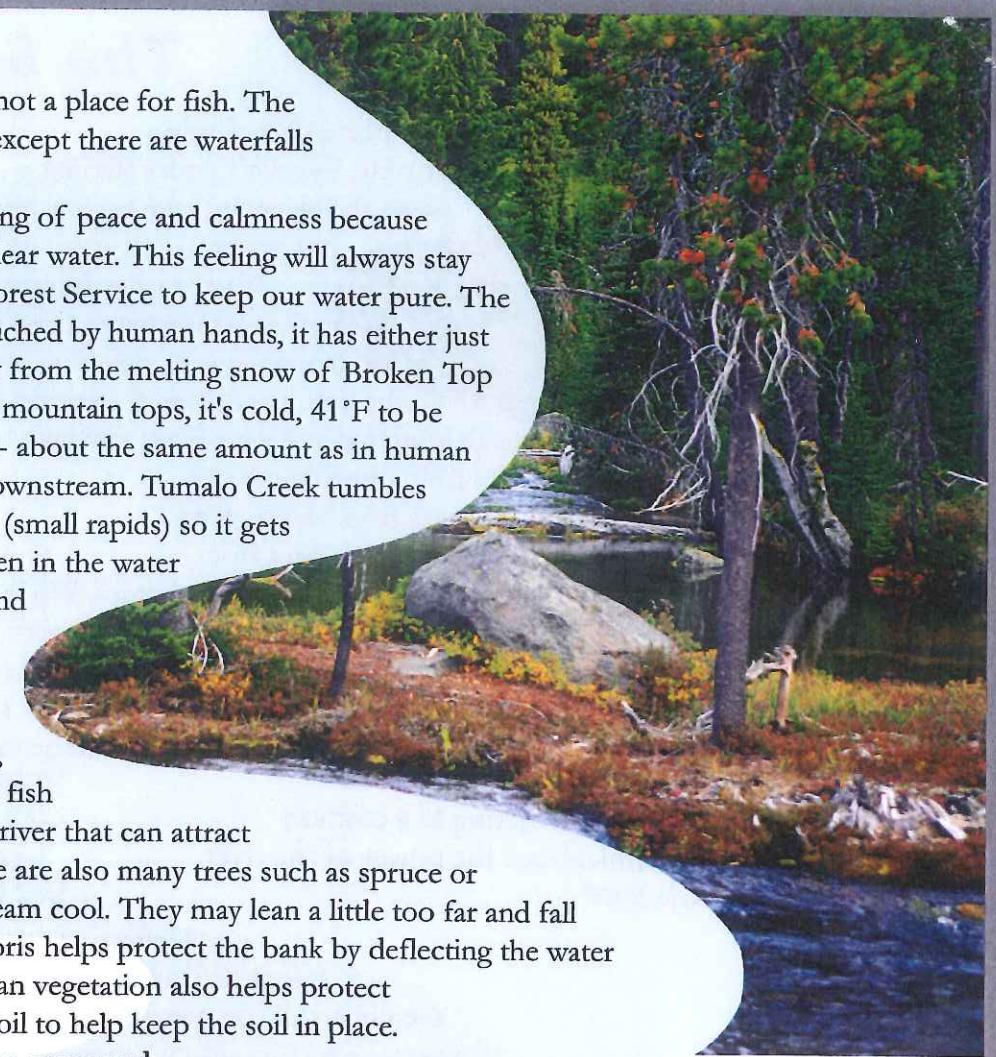 not a place for fish. The
except there are waterfalls
ng of peace and calmness because
ear water. This feeling will always stay
orest Service to keep our water pure. The
ched by human hands, it has either just
from the melting snow of Broken Top
mountain tops, it's cold, 41°F to be
– about the same amount as in human
ownstream. Tumalo Creek tumbles
(small rapids) so it gets
en in the water
nd
fish
river that can attract
e are also many trees such as spruce or
eam cool. They may lean a little too far and fall
bris helps protect the bank by deflecting the water
an vegetation also helps protect
oil to help keep the soil in place.